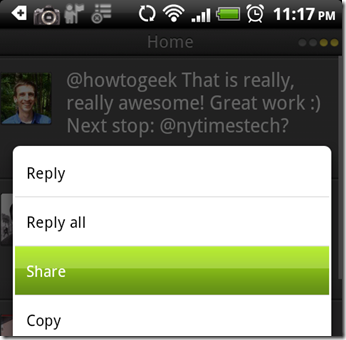 11:17 PM
Home
@howtogeek That is really,
really awesome! Great work :)
Next stop: @nytimestech?
Reply
Reply all
Share
Copy